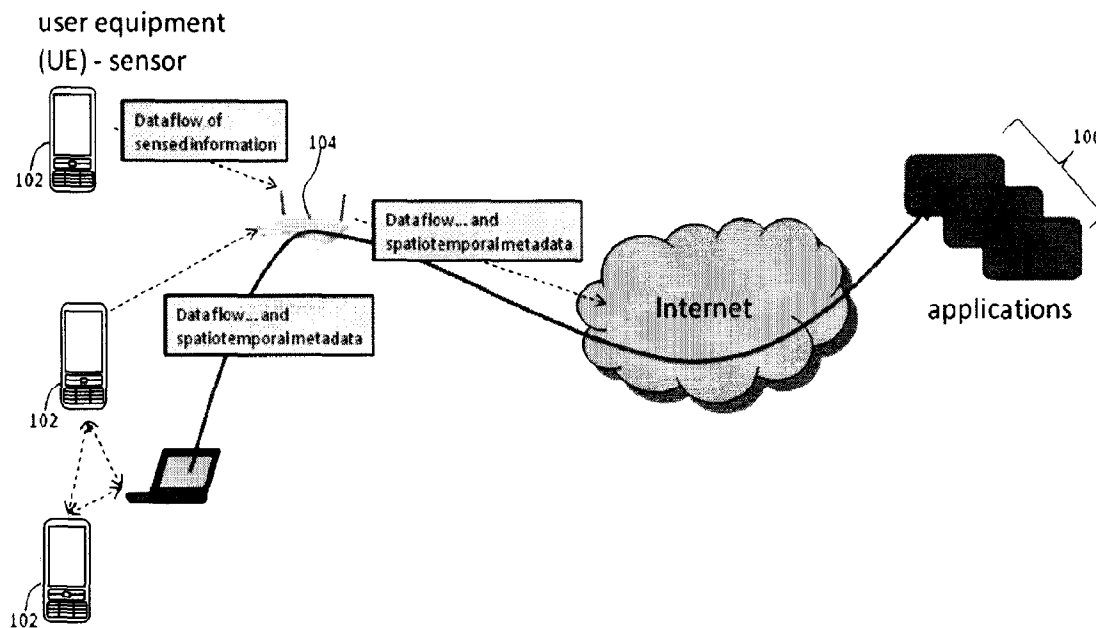 user equipment
(UE) - sensor
102
Dataflow of
sensed information
104
106
Dataflow... and
spatiotemporal metadata
Internet
applications
Dataflow... and
spatiotemporal metadata
102
102